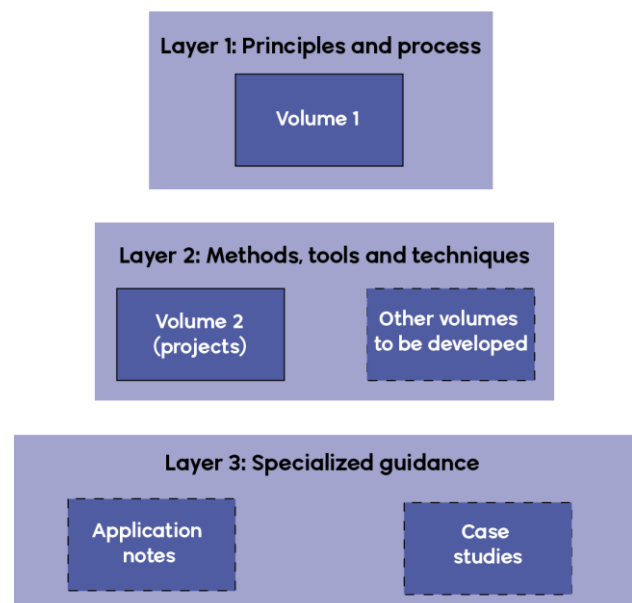 Layer 1: Principles and process
Volume 1
Layer 2: Methods, tools and techniques
Volume 2
(projects)
Other volumes
to be developed
Layer 3: Specialized guidance
Application
notes
Case
studies